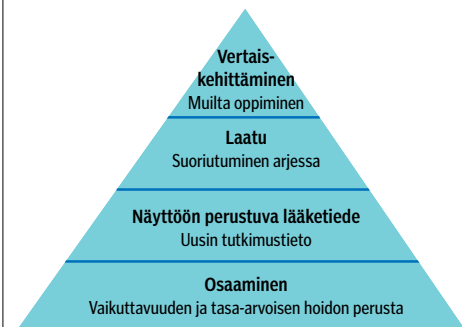 Vertais-
kehittäminen
Muilta oppiminen
Laatu
Suoriutuminen arjessa
Näyttöön perustuva lääketiede
Uusin tutkimustieto
Osaaminen
Vaikuttavuuden ja tasa-arvoisen hoidon perusta